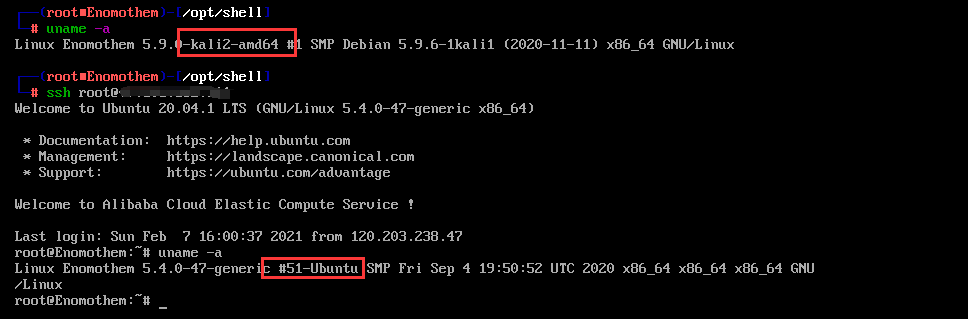 ┌──(root■Enomothem)-[/opt/shell]
└─# uname -a
Linux Enomothem 5.9.0-kali2-amd64 #1 SMP Debian 5.9.6-1kali1 (2020-11-11) x86_64 GNU/Linux
┌──(root■Enomothem)-[/opt/shell]
└─# ssh root@
Welcome to Ubuntu 20.04.1 LTS (GNU/Linux 5.4.0-47-generic x86_64)
* Documentation:  https://help.ubuntu.com
* Management:     https://landscape.canonical.com
* Support:        https://ubuntu.com/advantage
Welcome to Alibaba Cloud Elastic Compute Service !
Last login: Sun Feb  7 16:00:37 2021 from 120.203.238.47
root@Enomothem:~# uname -a
Linux Enomothem 5.4.0-47-generic #51-Ubuntu SMP Fri Sep 4 19:50:52 UTC 2020 x86_64 x86_64 x86_64 GNU
/Linux
root@Enomothem:~# _